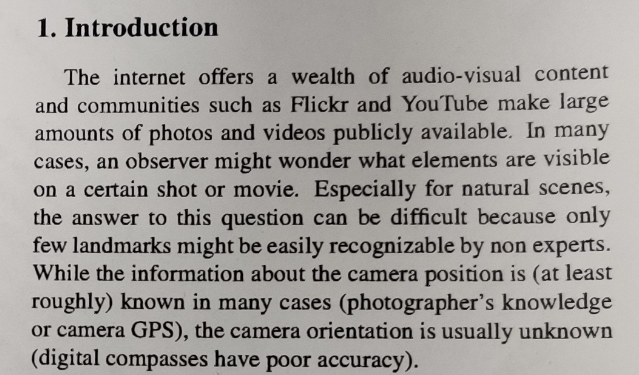 1. Introduction
The internet offers a wealth of audio-visual content
and communities such as Flickr and YouTube make large
amounts of photos and videos publicly available. In many
cases, an observer might wonder what elements are visible
on a certain shot or movie. Especially for natural scenes,
the answer to this question can be difficult because only
few landmarks might be easily recognizable by non experts.
While the information about the camera position is (at least
roughly) known in many cases (photographer's knowledge
or camera GPS), the camera orientation is usually unknown
(digital compasses have poor accuracy).